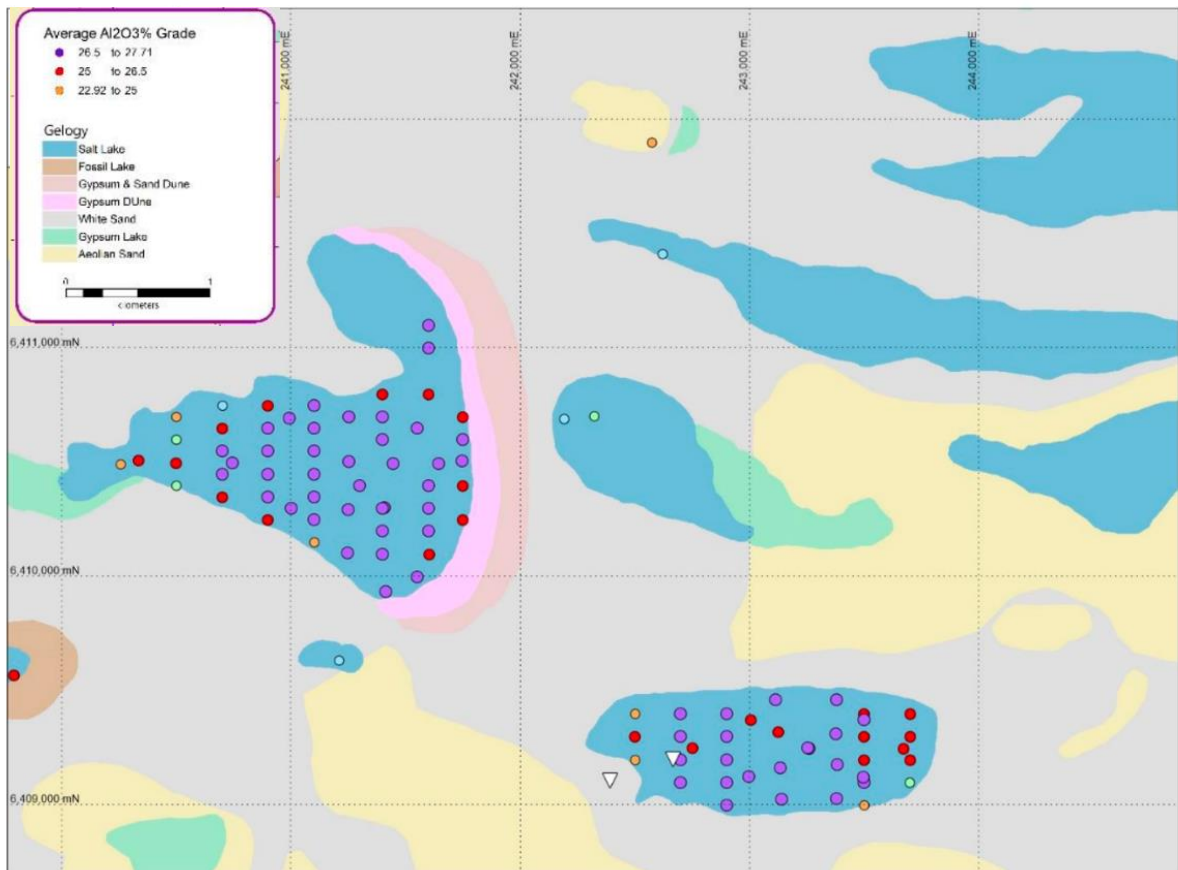 Average Al2O3% Grade
26.5 to 27.71
25 to 26.5
22.92 to 25
Gelogy
Salt Lake
Fossil Lake
Gypsum & Sand Dune
Gypsum DUne
White Sand
Gypsum Lake
Aeolian Sand
0 1
cilometers
241,000 mE
242,000 mE
243,000 mE
244,000 mE
6,411,000 mN
6,410,000 mN
6,409,000 mN